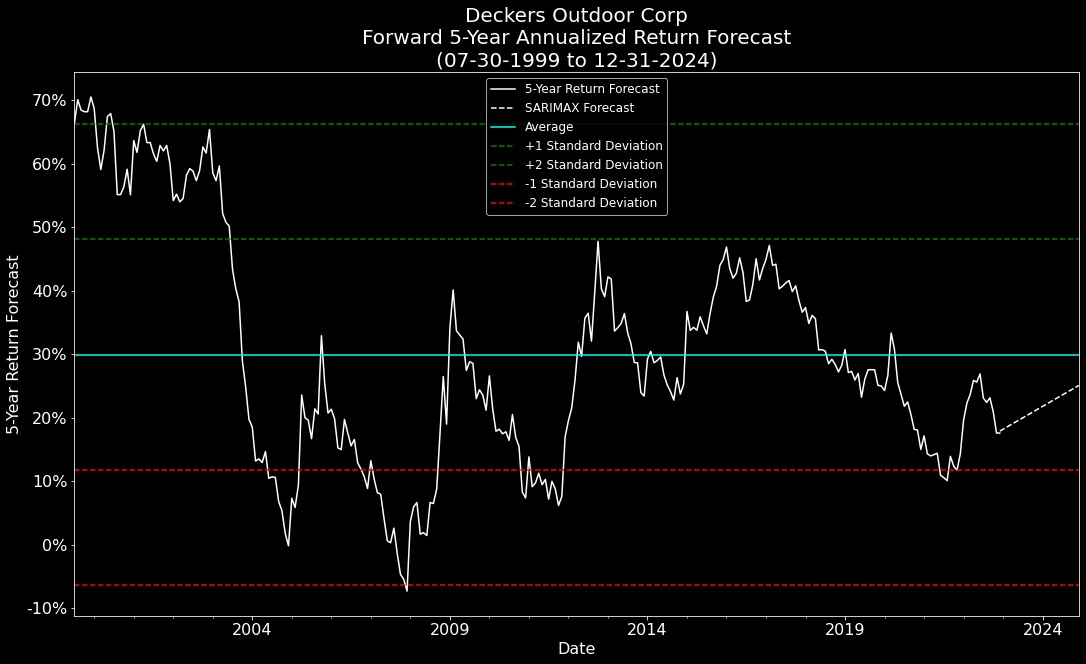 Deckers Outdoor Corp
Forward 5-Year Annualized Return Forecast
(07-30-1999 to 12-31-2024)
5-Year Return Forecast
SARIMAX Forecast
Average
+1 Standard Deviation
+2 Standard Deviation
-1 Standard Deviation
-2 Standard Deviation
5-Year Return Forecast
70%
60%
50%
40%
30%
20%
10%
0%
-10%
2004 2009 2014 2019 2024
Date